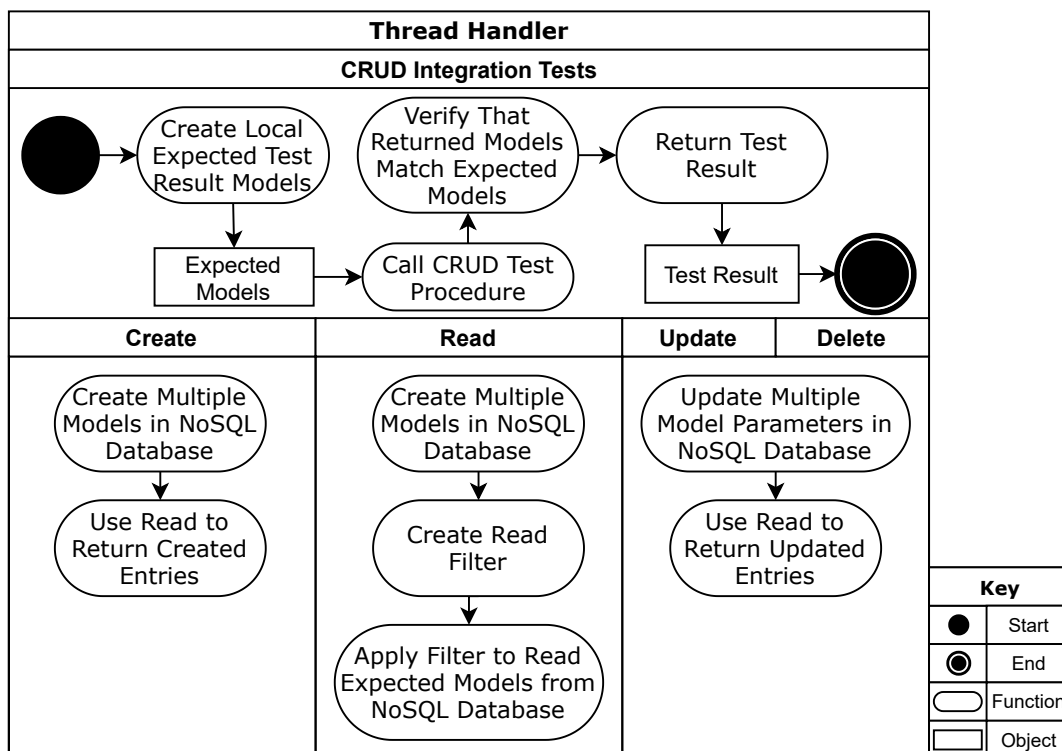 Thread Handler
CRUD Integration Tests
Create Local
Expected Test
Result Models
Verify That
Returned Models
Match Expected
Models
Return Test
Result
Expected
Models
Call CRUD Test
Procedure
Test Result
Create
Read
Update
Delete
Create Multiple
Models in NoSQL
Database
Use Read to
Return Created
Entries
Create Multiple
Models in NoSQL
Database
Create Read
Filter
Apply Filter to Read
Expected Models from
NoSQL Database
Update Multiple
Model Parameters in
NoSQL Database
Use Read to
Return Updated
Entries
Key
Start
End
Function
Object